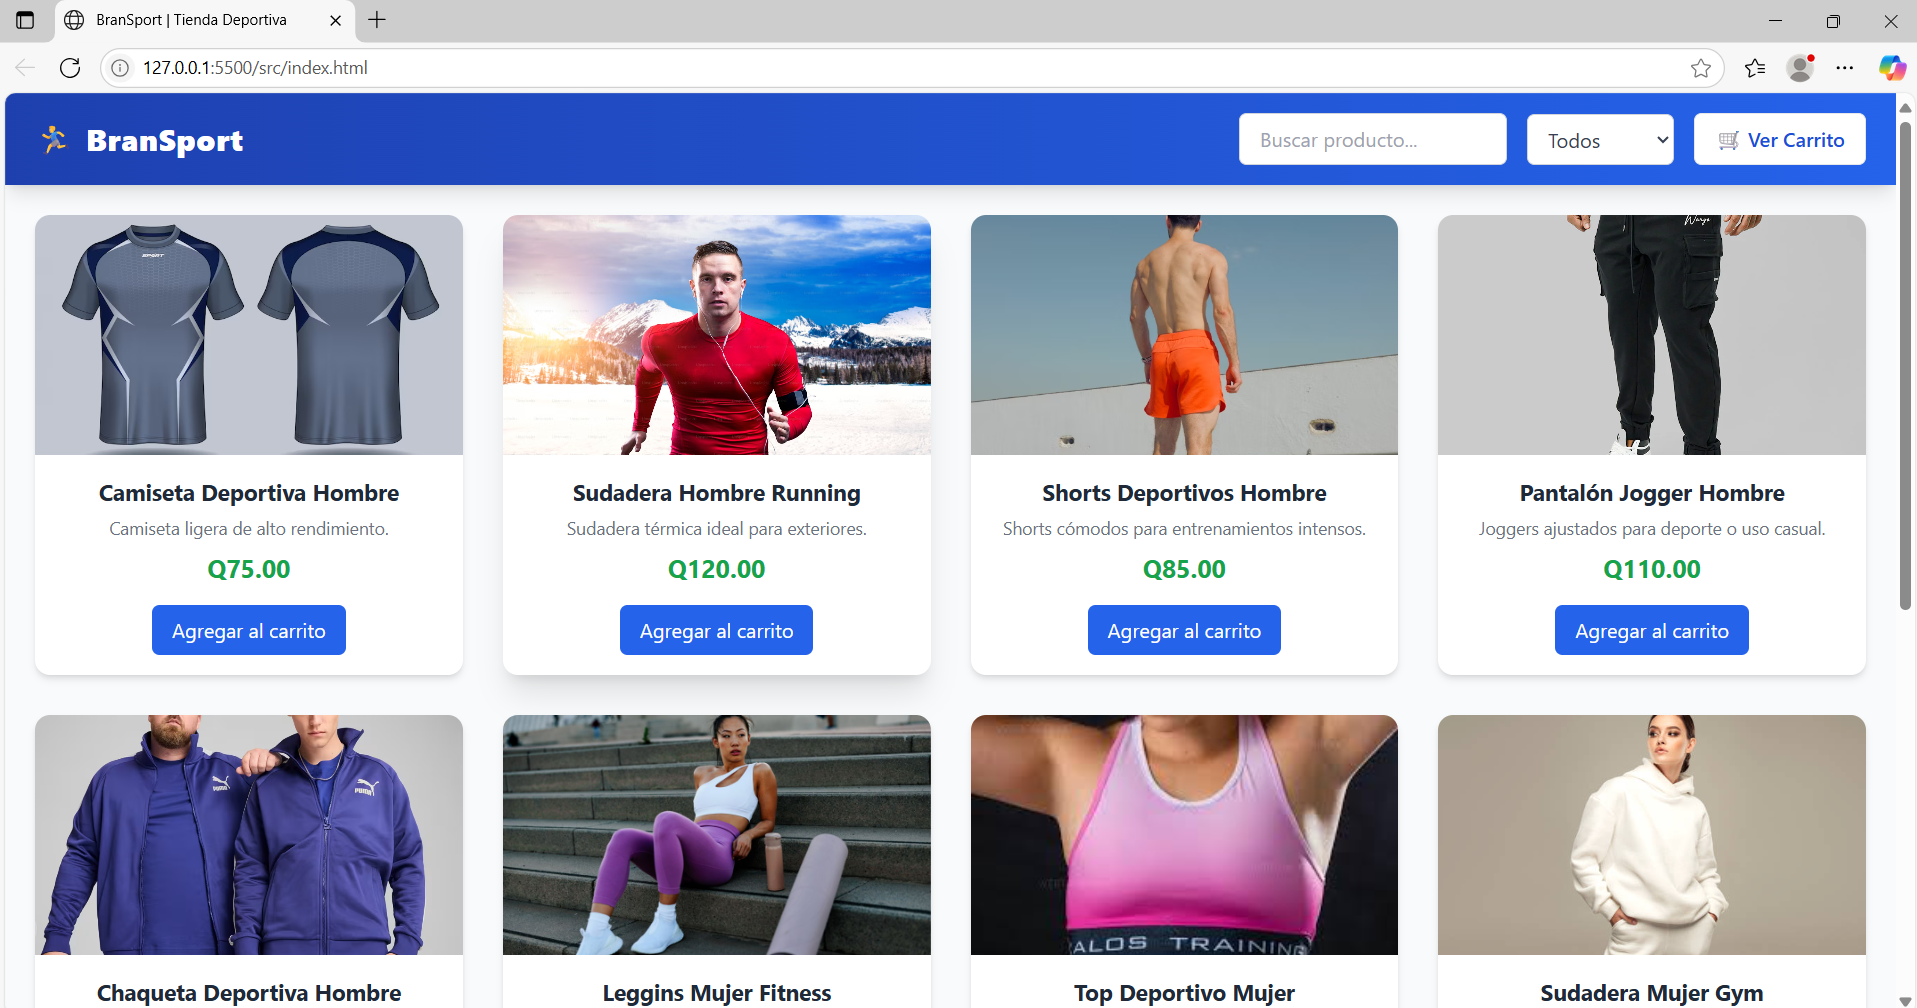 BranSport | Tienda Deportiva
127.0.0.1:5500/src/index.html
BranSport
Buscar producto...
Todos
Ver Carrito
SPORT
Camiseta Deportiva Hombre
Camiseta ligera de alto rendimiento.
Q75.00
Agregar al carrito
Sudadera Hombre Running
Sudadera térmica ideal para exteriores.
Q120.00
Agregar al carrito
Shorts Deportivos Hombre
Shorts cómodos para entrenamientos intensos.
Q85.00
Agregar al carrito
Pantalón Jogger Hombre
Joggers ajustados para deporte o uso casual.
Q110.00
Agregar al carrito
PUMA
PUMA
Chaqueta Deportiva Hombre
Leggins Mujer Fitness
ALOS TRAINING
Top Deportivo Mujer
Sudadera Mujer Gym